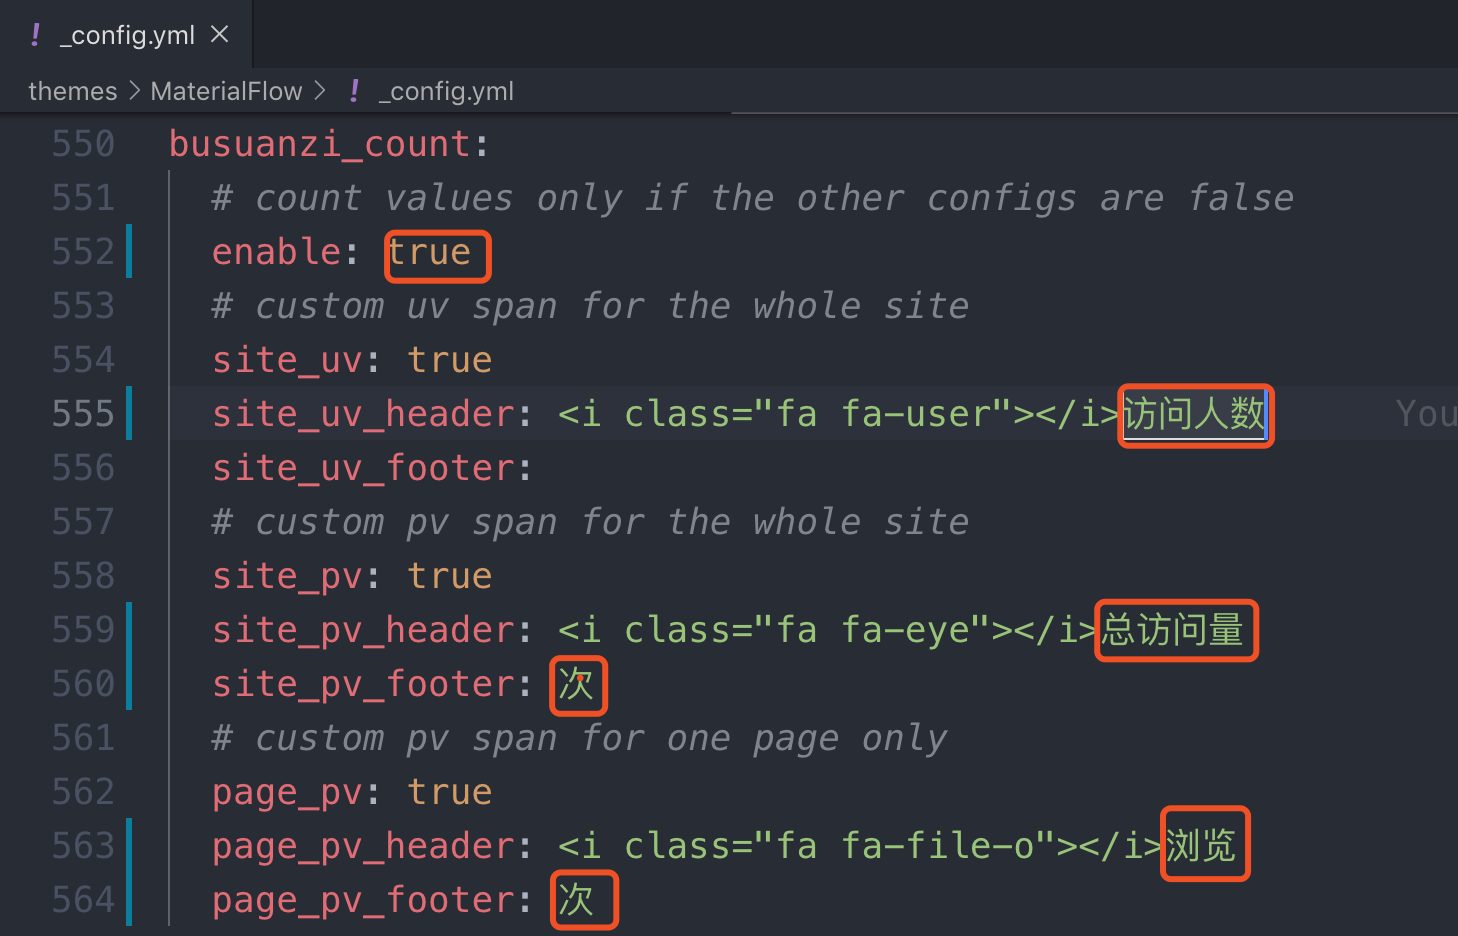 ! _config.yml ×
themes > MaterialFlow > ! _config.yml
550 busuanzi_count:
551 # count values only if the other configs are false
552 enable: true
553 # custom uv span for the whole site
554 site_uv: true
555 site_uv_header: <i class="fa fa-user"></i>访问人数 You
556 site_uv_footer:
557 # custom pv span for the whole site
558 site_pv: true
559 site_pv_header: <i class="fa fa-eye"></i>总访问量
560 site_pv_footer: 次
561 # custom pv span for one page only
562 page_pv: true
563 page_pv_header: <i class="fa fa-file-o"></i>浏览
564 page_pv_footer: 次